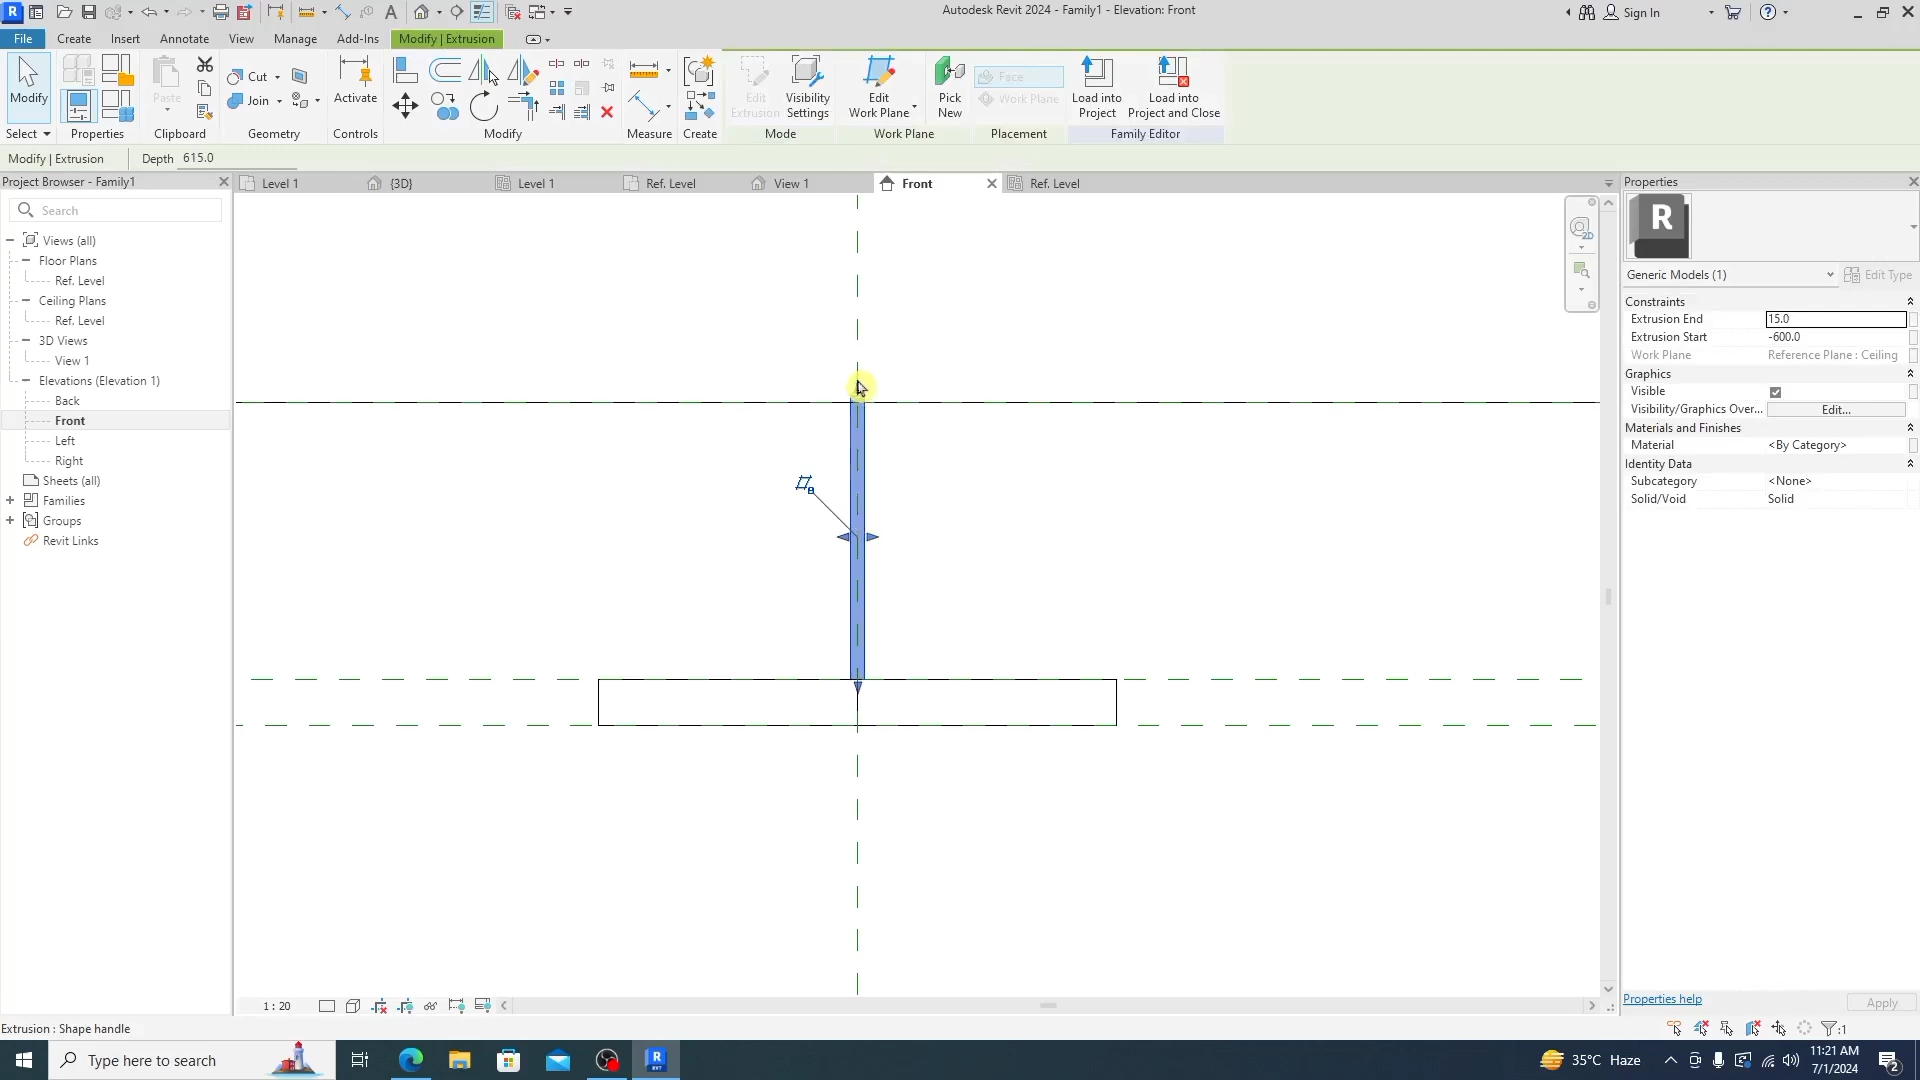 Autodesk Revit 2024 - Family1 - Elevation: Front
Sign In
File
Create
Insert
Annotate
View
Manage
Add-Ins
Modify | Extrusion
Modify
Paste
Cut
Join
Activate
Edit Extrusion
Visibility Settings
Edit Work Plane
Pick New
Face
Work Plane
Load into Project
Load into Project and Close
Select
Properties
Clipboard
Geometry
Controls
Modify
Measure
Create
Mode
Work Plane
Placement
Family Editor
Modify | Extrusion
Depth 615.0
Project Browser - Family1
Level 1
{3D}
Level 1
Ref. Level
View 1
Front
Ref. Level
Properties
Search
Views (all)
Floor Plans
Ref. Level
Ceiling Plans
Ref. Level
3D Views
View 1
Elevations (Elevation 1)
Back
Front
Left
Right
Sheets (all)
Families
Groups
Revit Links
2D
R
Generic Models (1)
Edit Type
Constraints
Extrusion End 15.0
Extrusion Start -600.0
Work Plane Reference Plane : Ceiling
Graphics
Visible
Visibility/Graphics Over... Edit...
Materials and Finishes
Material <By Category>
Identity Data
Subcategory <None>
Solid/Void Solid
1 : 20
Properties help
Apply
Extrusion : Shape handle
:1
Type here to search
35°C Haze
11:21 AM
7/1/2024
2